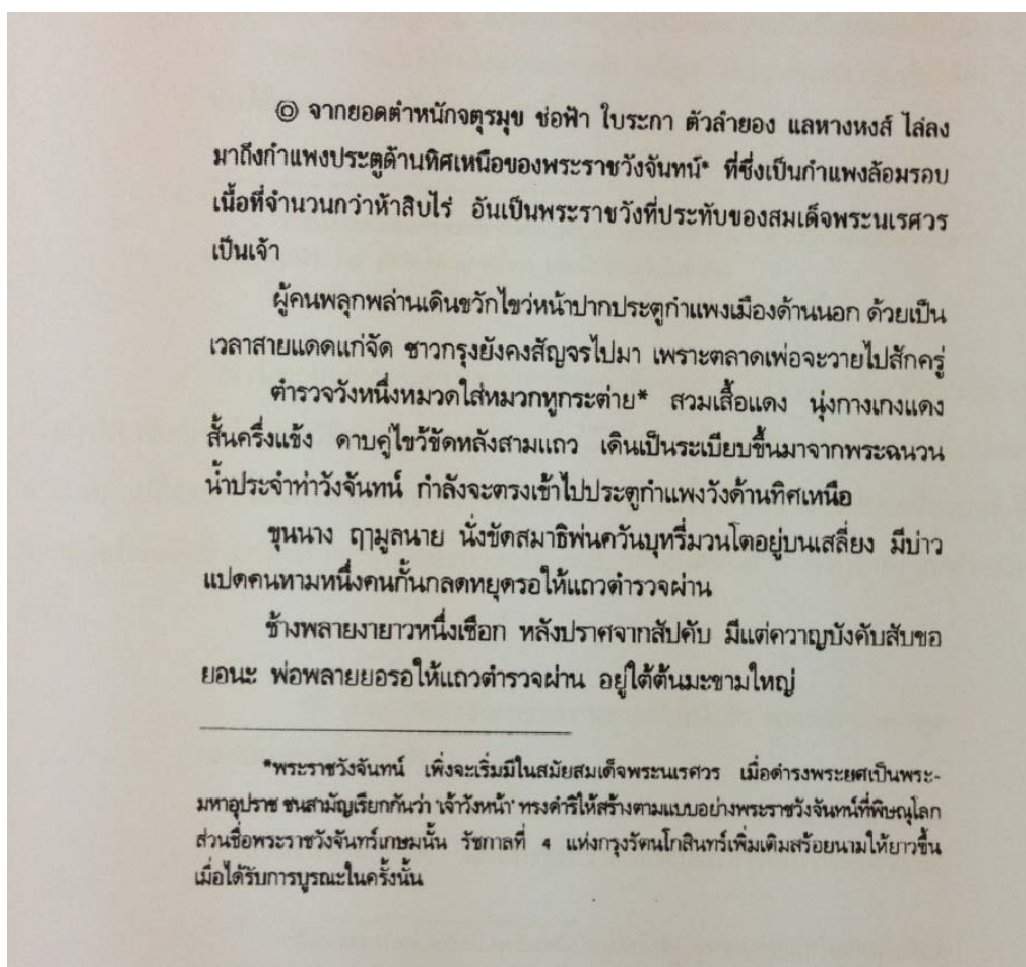 ๏ จากยอดตำหนักจตุรมุข ช่อฟ้า ใบระกา ตัวลำยอง แลหางหงส์ ไล่ลง
มาถึงกำแพงประตูด้านทิศเหนือของพระราชวังจันทน์* ที่ซึ่งเป็นกำแพงล้อมรอบ
เนื้อที่จำนวนกว่าห้าสิบไร่ อันเป็นพระราชวังที่ประทับของสมเด็จพระนเรศวร
เป็นเจ้า
ผู้คนพลุกพล่านเดินขวักไขว่หน้าปากประตูกำแพงเมืองด้านนอก ด้วยเป็น
เวลาสายแดดแก่จัด ชาวกรุงยังคงสัญจรไปมา เพราะตลาดเพ่อจะวายไปสักครู่
ตำรวจวังหนึ่งหมวดใส่หมวกหูกระต่าย* สวมเสื้อแดง นุ่งกางเกงแดง
สั้นครึ่งแข้ง ดาบคู่ไขว้ขัดหลังสามแถว เดินเป็นระเบียบขึ้นมาจากพระฉนวน
น้ำประจำท่าวังจันทน์ กำลังจะตรงเข้าไปประตูกำแพงวังด้านทิศเหนือ
ขุนนาง ฤๅมูลนาย นั่งขัดสมาธิพ่นควันบุหรี่มวนโตอยู่บนเสลี่ยง มีบ่าว
แปดคนหามหนึ่งคนกั้นกลดหยุดรอให้แถวตำรวจผ่าน
ช้างพลายงายาวหนึ่งเชือก หลังปราศจากสัปคับ มีแต่ควาญบังคับสับขอ
ยอนะ พ่อพลายยอรอให้แถวตำรวจผ่าน อยู่ใต้ต้นมะขามใหญ่
*พระราชวังจันทน์ เพิ่งจะเริ่มมีในสมัยสมเด็จพระนเรศวร เมื่อดำรงพระยศเป็นพระ-
มหาอุปราช ชนสามัญเรียกกันว่า 'เจ้าวังหน้า' ทรงดำริให้สร้างตามแบบอย่างพระราชวังจันทน์ที่พิษณุโลก
ส่วนชื่อพระราชวังจันทร์เกษมนั้น รัชกาลที่ ๔ แห่งกรุงรัตนโกสินทร์เพิ่มเติมสร้อยนามให้ยาวขึ้น
เมื่อได้รับการบูรณะในครั้งนั้น